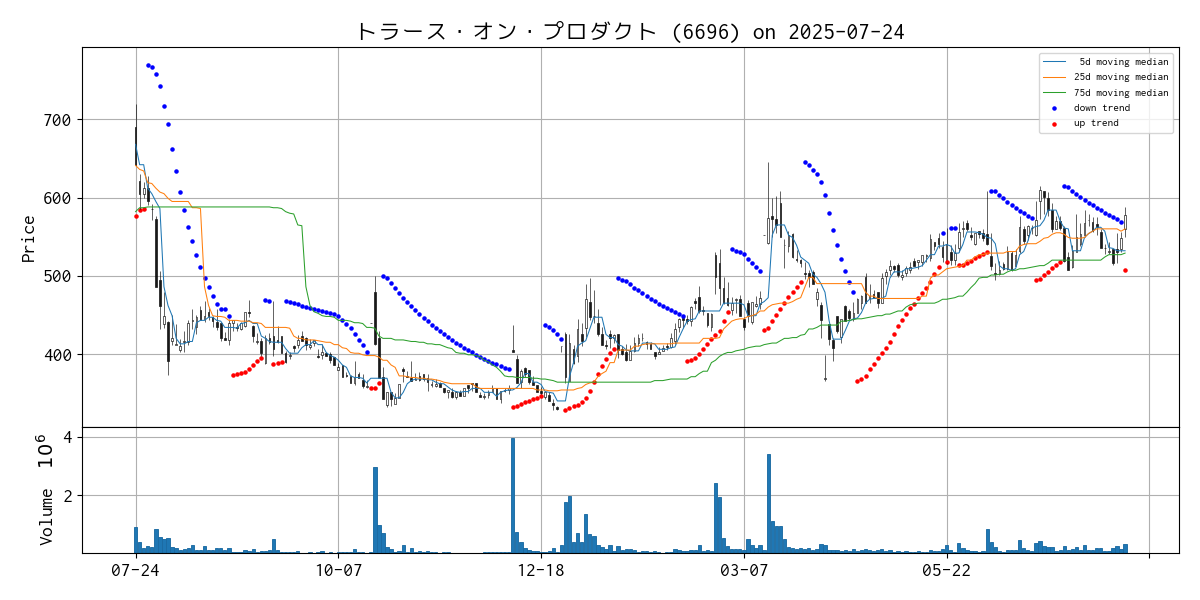 トラース・オン・プロダクト (6696) on 2025-07-24
5d moving median
25d moving median
75d moving median
down trend
up trend
Price
700
600
500
400
Volume 10^6
4
2
07-24
10-07
12-18
03-07
05-22